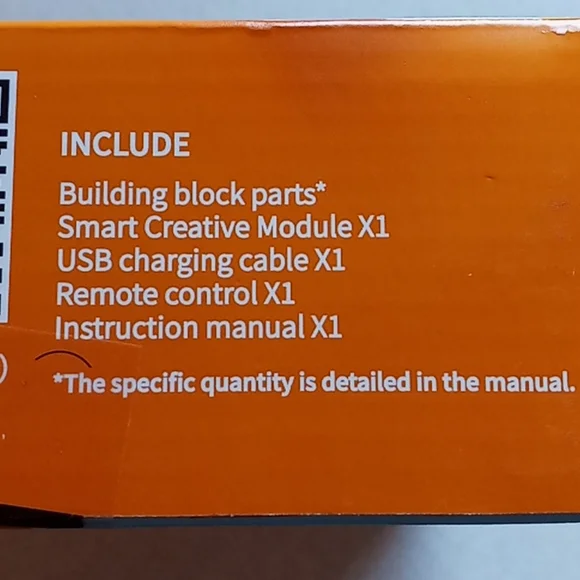 INCLUDE
Building block parts*
Smart Creative Module X1
USB charging cable X1
Remote control X1
Instruction manual X1
*The specific quantity is detailed in the manual.